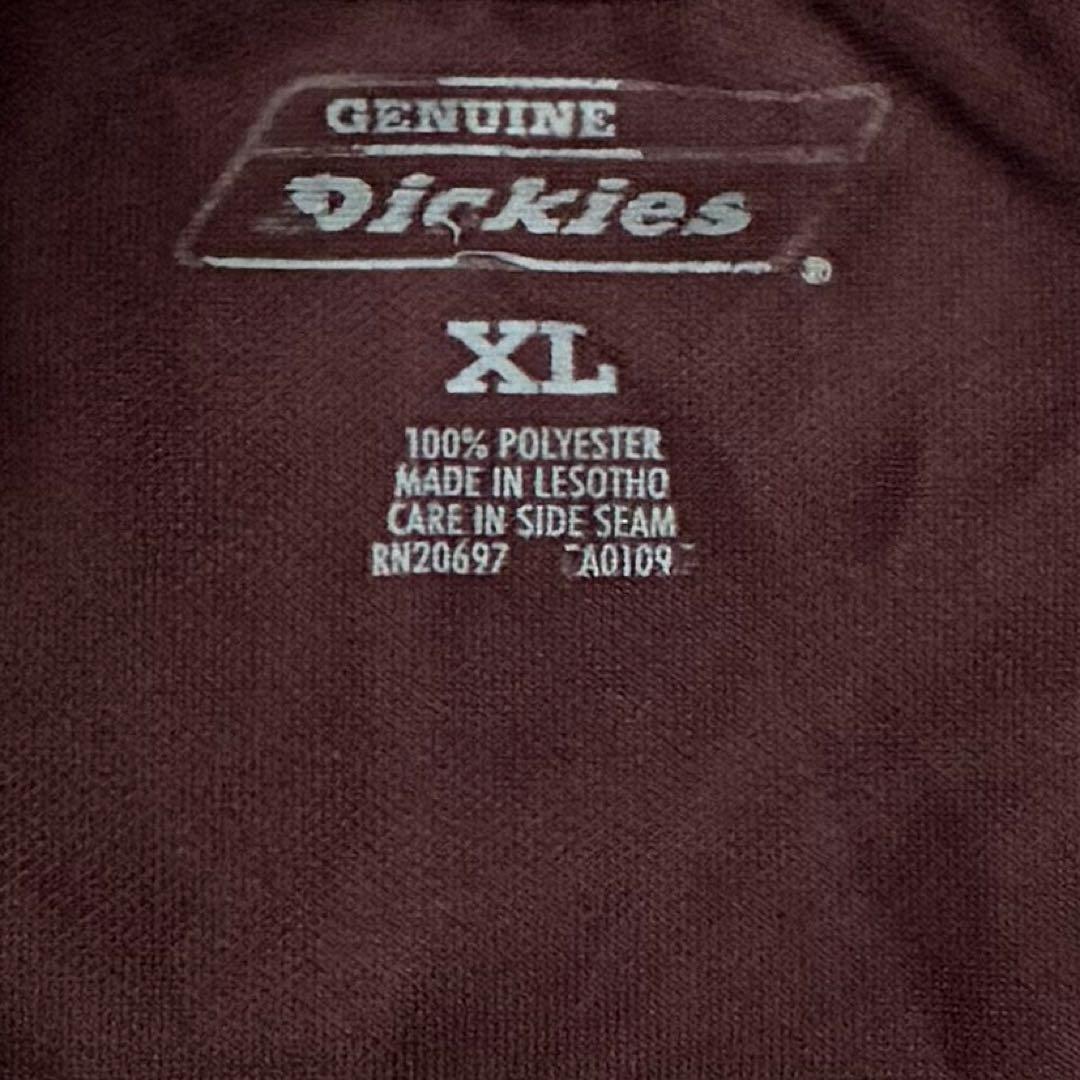 GENUINE
Dickies
XL
100% POLYESTER
MADE IN LESOTHO
CARE IN SIDE SEAM
RN20697 A0109